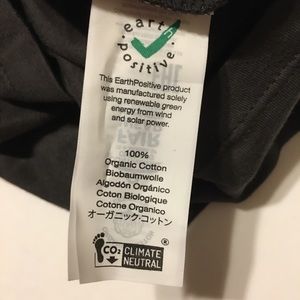 earth
positive
This EarthPositive product
was manufactured solely
using renewable green
energy from wind
and solar power.
100%
Organic Cotton
Biobaumwolle
Algodón Orgánico
Coton Biologique
Cotone Organico
オーガニック·コットン
CO₂
CLIMATE
NEUTRAL
®